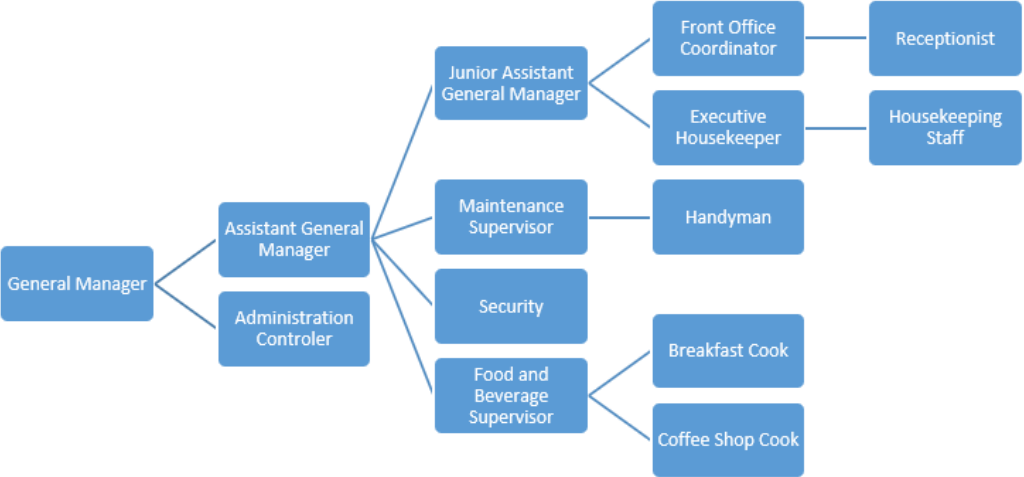 General Manager
Assistant General
Manager
Administration
Controler
Junior Assistant
General Manager
Maintenance
Supervisor
Security
Food and
Beverage
Supervisor
Front Office
Coordinator
Executive
Housekeeper
Handyman
Breakfast Cook
Coffee Shop Cook
Receptionist
Housekeeping
Staff